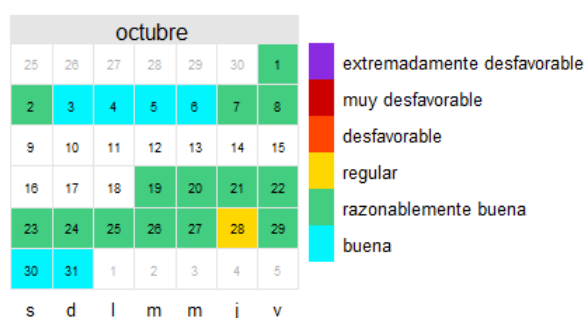 octubre
25 26 27 28 29 30 1
2 3 4 5 6 7 8
9 10 11 12 13 14 15
16 17 18 19 20 21 22
23 24 25 26 27 28 29
30 31 1 2 3 4 5
s d l m m j v
extremadamente desfavorable
muy desfavorable
desfavorable
regular
razonablemente buena
buena